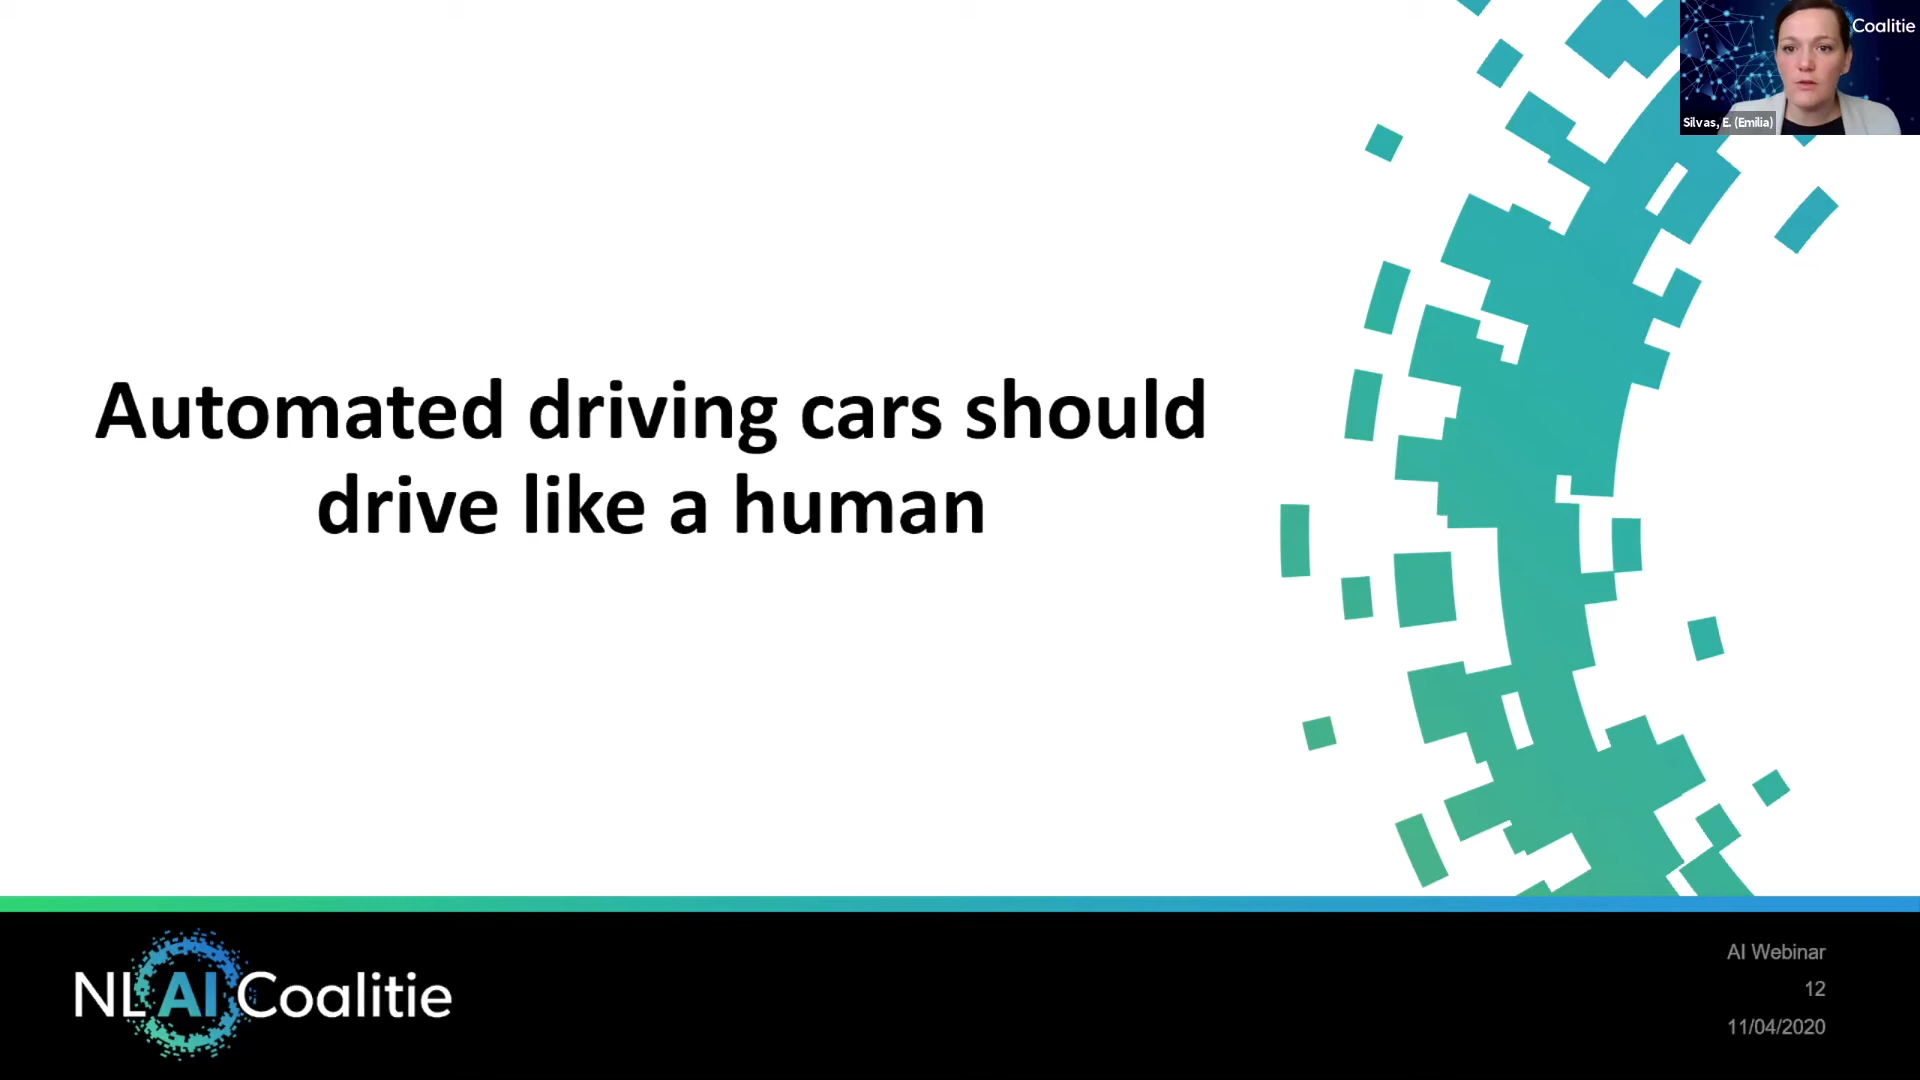 Coalitie
Silvas, E. (Emilia)
Automated driving cars should
drive like a human
NL AI Coalitie
AI Webinar
12
11/04/2020